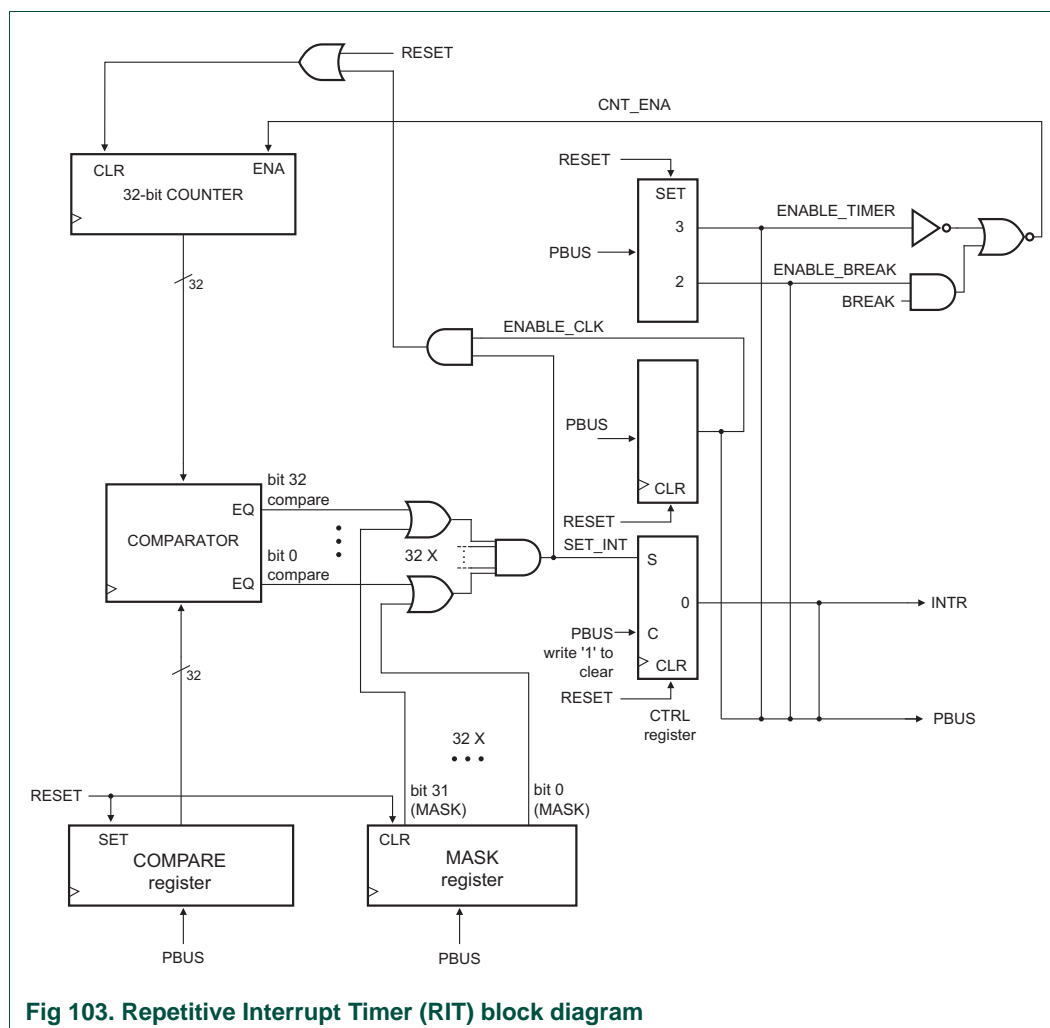 RESET
CNT_ENA
CLR
ENA
32-bit COUNTER
RESET
SET
3
ENABLE_TIMER
PBUS
2
ENABLE_BREAK
BREAK
32
ENABLE_CLK
PBUS
CLR
RESET
bit 32
compare
EQ
COMPARATOR
32 X
bit 0
compare
EQ
SET_INT
S
0
INTR
PBUS
write '1' to
clear
C
CLR
RESET
CTRL
register
PBUS
32
32 X
RESET
bit 31
(MASK)
bit 0
(MASK)
SET
COMPARE
register
CLR
MASK
register
PBUS
PBUS
Fig 103. Repetitive Interrupt Timer (RIT) block diagram